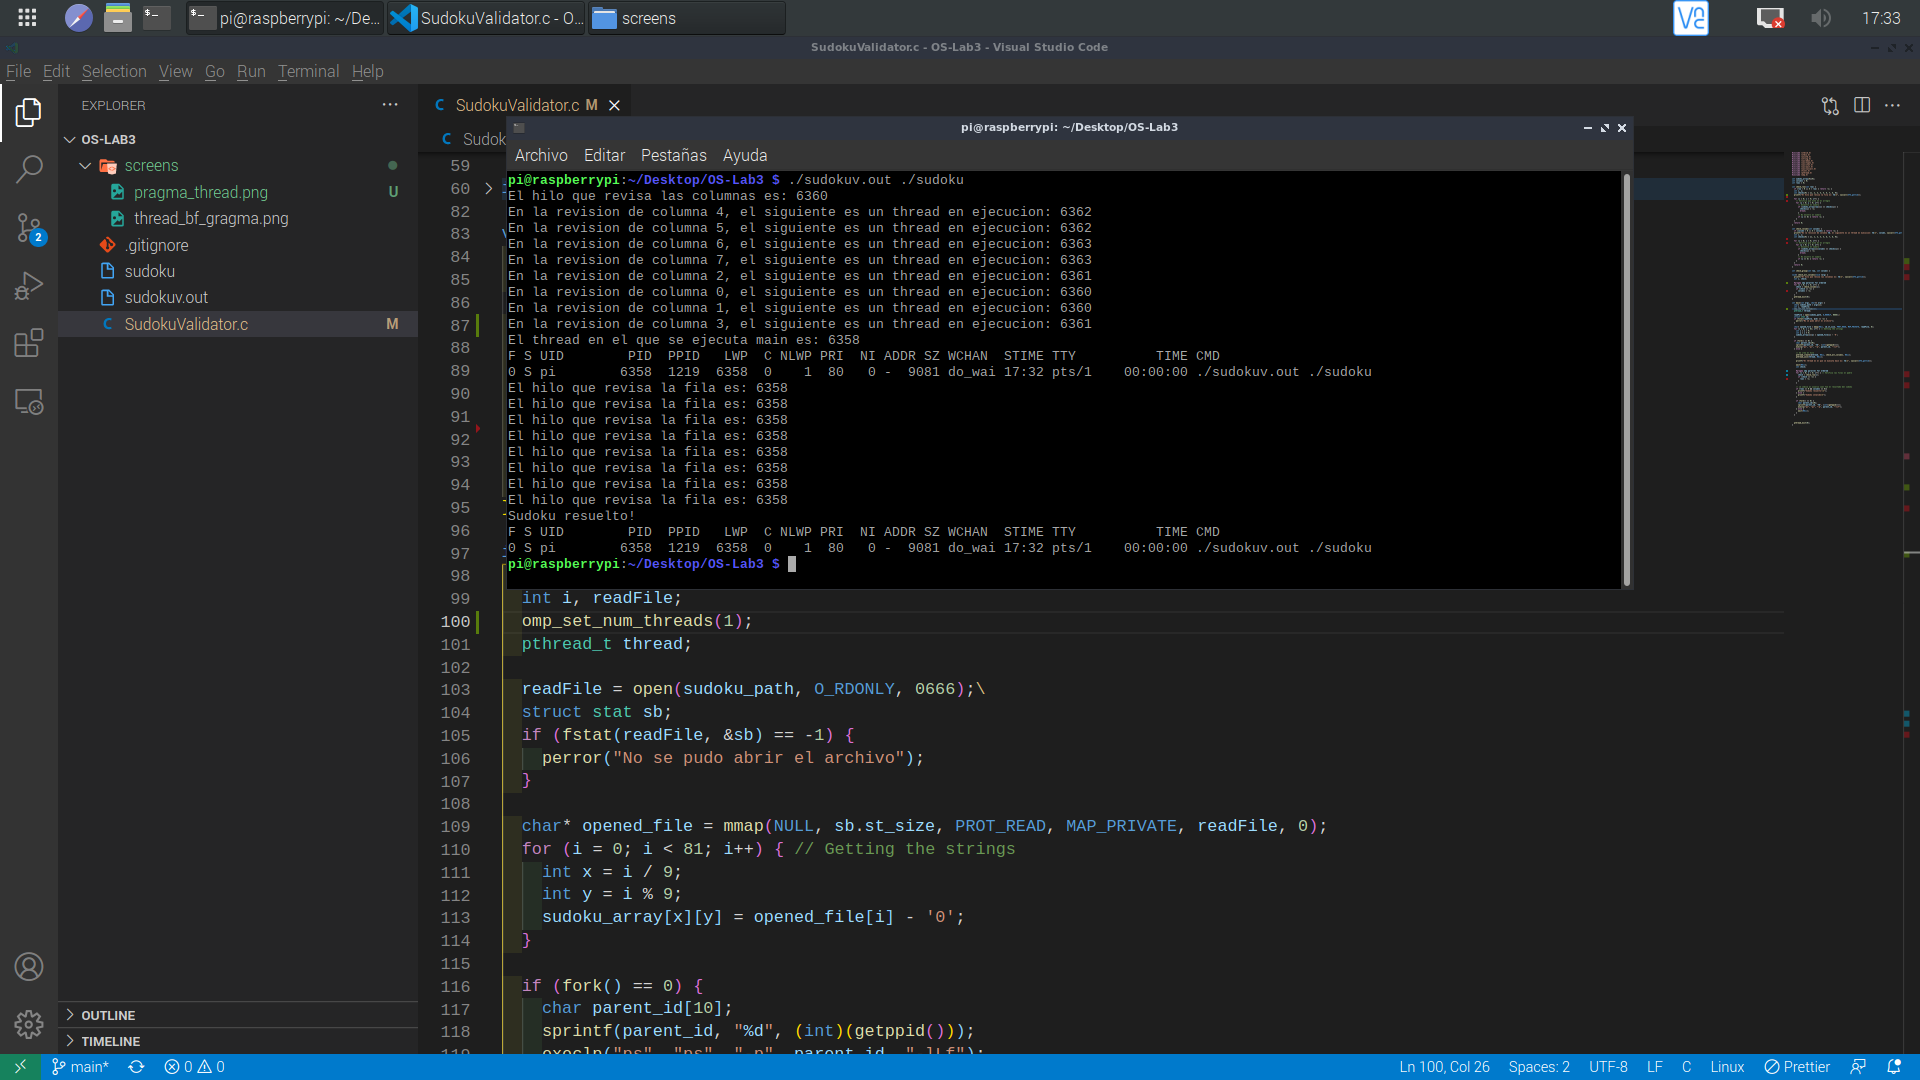 pi@raspberrypi: ~/De...
SudokuValidator.c - O...
screens
17:33
SudokuValidator.c - OS-Lab3 - Visual Studio Code
File Edit Selection View Go Run Terminal Help
EXPLORER
OS-LAB3
screens
pragma_thread.png U
thread_bf_gragma.png
.gitignore
sudoku
sudokuv.out
SudokuValidator.c M
2
OUTLINE
TIMELINE
SudokuValidator.c M
Sudok
pi@raspberrypi: ~/Desktop/OS-Lab3
Archivo Editar Pestañas Ayuda
pi@raspberrypi:~/Desktop/OS-Lab3 $ ./sudokuv.out ./sudoku
El hilo que revisa las columnas es: 6360
En la revision de columna 4, el siguiente es un thread en ejecucion: 6362
En la revision de columna 5, el siguiente es un thread en ejecucion: 6362
En la revision de columna 6, el siguiente es un thread en ejecucion: 6363
En la revision de columna 7, el siguiente es un thread en ejecucion: 6363
En la revision de columna 2, el siguiente es un thread en ejecucion: 6361
En la revision de columna 0, el siguiente es un thread en ejecucion: 6360
En la revision de columna 1, el siguiente es un thread en ejecucion: 6360
En la revision de columna 3, el siguiente es un thread en ejecucion: 6361
El thread en el que se ejecuta main es: 6358
F S UID PID PPID LWP C NLWP PRI NI ADDR SZ WCHAN STIME TTY TIME CMD
0 S pi 6358 1219 6358 0 1 80 0 - 9081 do_wai 17:32 pts/1 00:00:00 ./sudokuv.out ./sudoku
El hilo que revisa la fila es: 6358
El hilo que revisa la fila es: 6358
El hilo que revisa la fila es: 6358
El hilo que revisa la fila es: 6358
El hilo que revisa la fila es: 6358
El hilo que revisa la fila es: 6358
El hilo que revisa la fila es: 6358
El hilo que revisa la fila es: 6358
Sudoku resuelto!
F S UID PID PPID LWP C NLWP PRI NI ADDR SZ WCHAN STIME TTY TIME CMD
0 S pi 6358 1219 6358 0 1 80 0 - 9081 do_wai 17:32 pts/1 00:00:00 ./sudokuv.out ./sudoku
pi@raspberrypi:~/Desktop/OS-Lab3 $
59
60
82
83
84
85
86
87
88
89
90
91
92
93
94
95
96
97
98
99 int i, readFile;
100 omp_set_num_threads(1);
101 pthread_t thread;
102
103 readFile = open(sudoku_path, O_RDONLY, 0666);\
104 struct stat sb;
105 if (fstat(readFile, &sb) == -1) {
106 perror("No se pudo abrir el archivo");
107 }
108
109 char* opened_file = mmap(NULL, sb.st_size, PROT_READ, MAP_PRIVATE, readFile, 0);
110 for (i = 0; i < 81; i++) { // Getting the strings
111 int x = i / 9;
112 int y = i % 9;
113 sudoku_array[x][y] = opened_file[i] - '0';
114 }
115
116 if (fork() == 0) {
117 char parent_id[10];
118 sprintf(parent_id, "%d", (int)(getppid()));
119 execlp("ps", "ps", "-p", parent_id, "-lLf");
main* 0 0
Ln 100, Col 26 Spaces: 2 UTF-8 LF C Linux Prettier